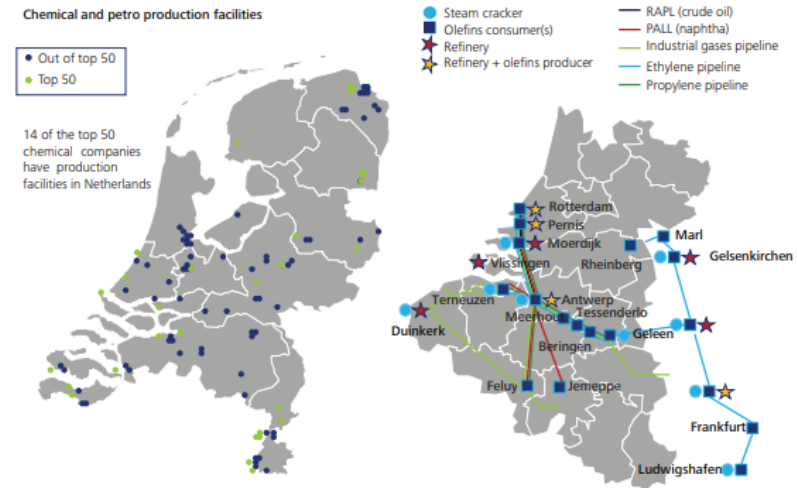 Chemical and petro production facilities
Out of top 50
Top 50
14 of the top 50
chemical companies
have production
facilities in Netherlands
Steam cracker
Olefins consumer(s)
Refinery
Refinery + olefins producer
RAPL (crude oil)
PALL (naphtha)
Industrial gases pipeline
Ethylene pipeline
Propylene pipeline
Rotterdam
Pernis
Moerdijk
Marl
Vlissingen
Rheinberg
Gelsenkirchen
Terneuzen
Antwerp
Meerhout
Tessenderlo
Duinkerk
Beringen
Geleen
Feluy
Jemeppe
Frankfurt
Ludwigshafen